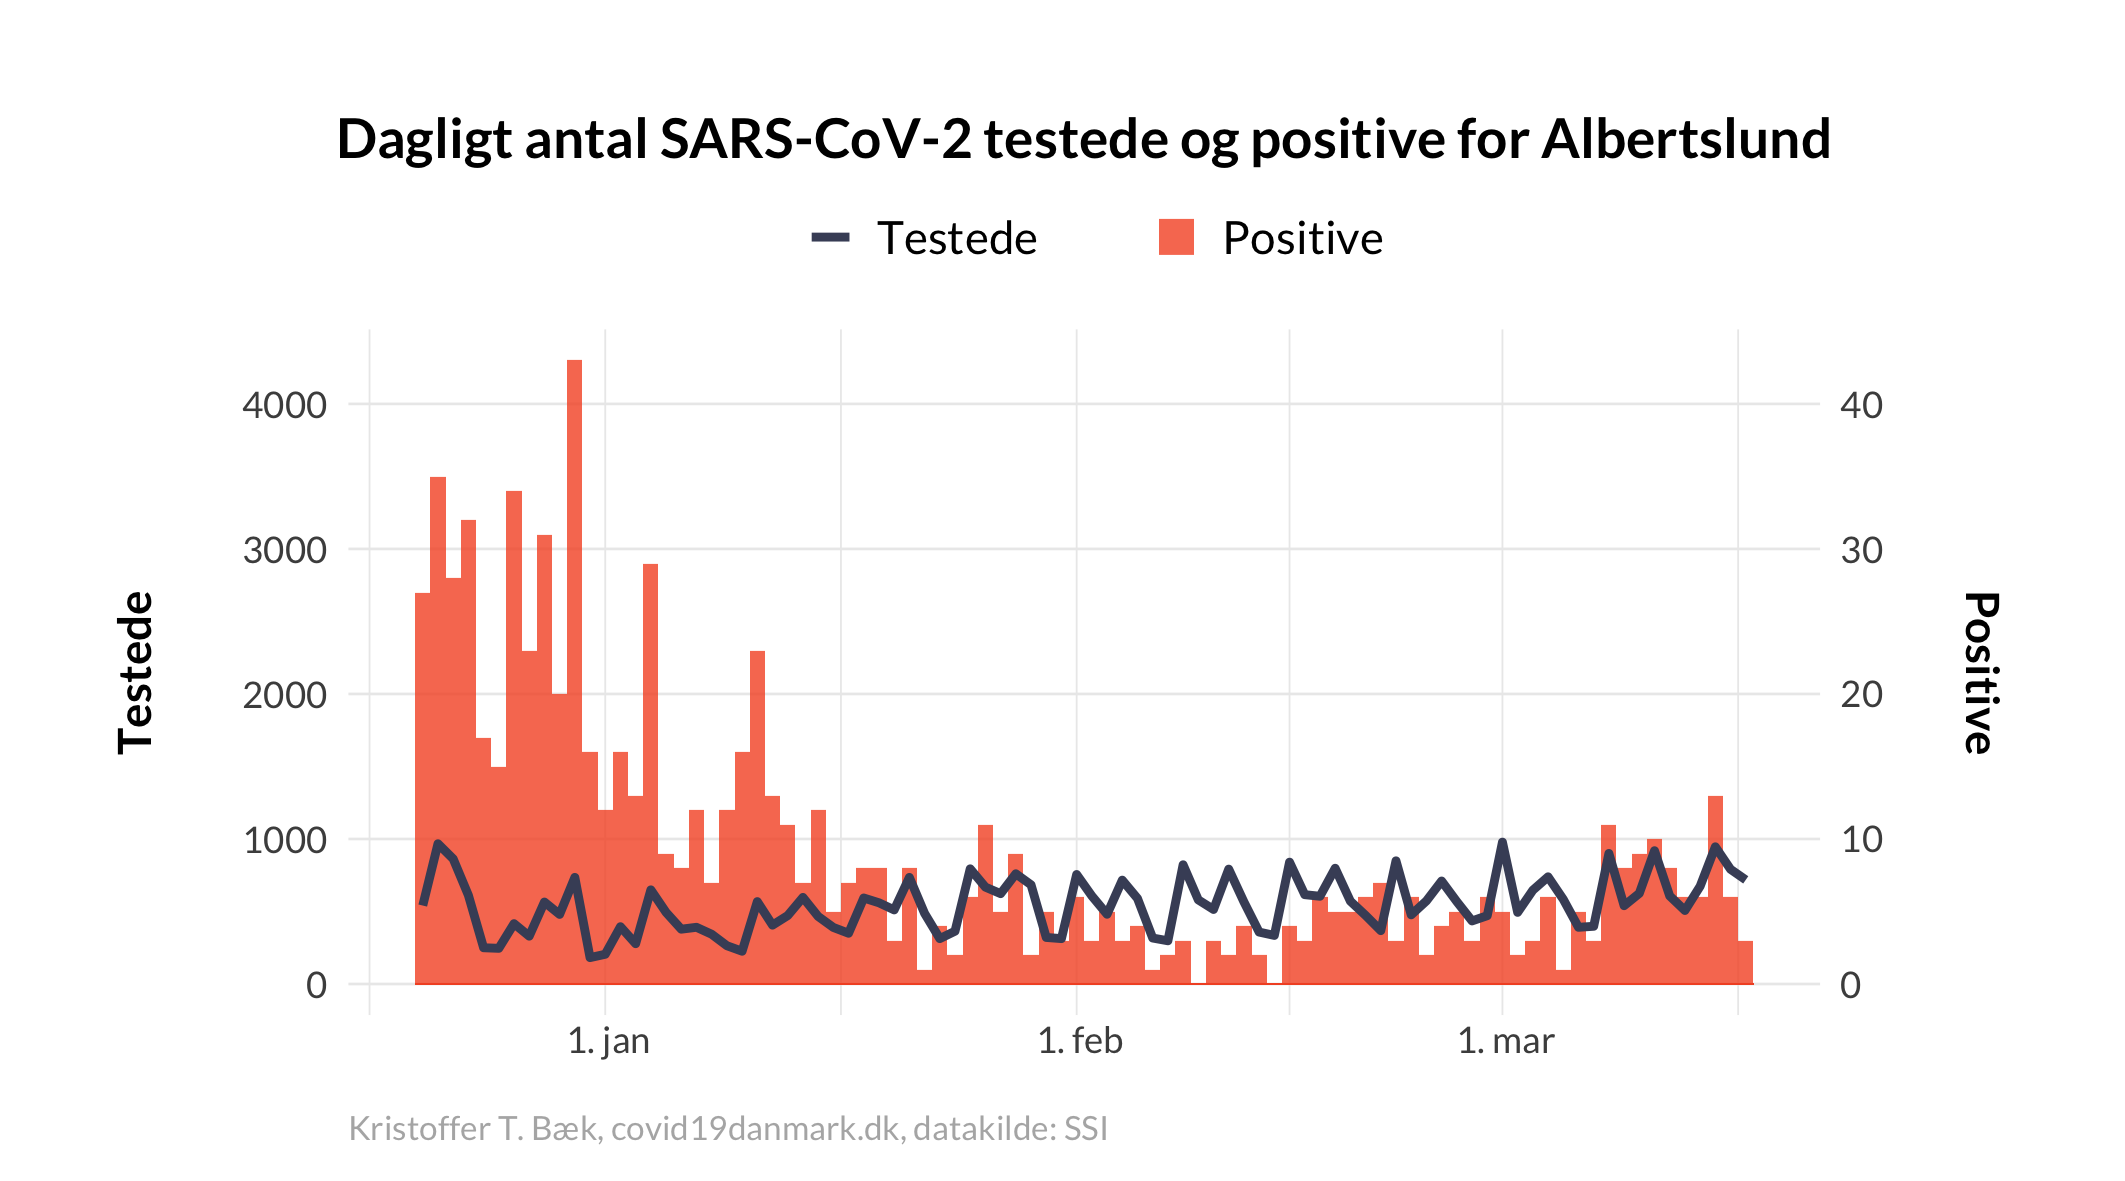 Dagligt antal SARS-CoV-2 testede og positive for Albertslund
Testede
Positive
4000
3000
2000
1000
0
Testede
40
30
20
10
0
Positive
1. jan
1. feb
1. mar
Kristoffer T. Bæk, covid19danmark.dk, datakilde: SSI